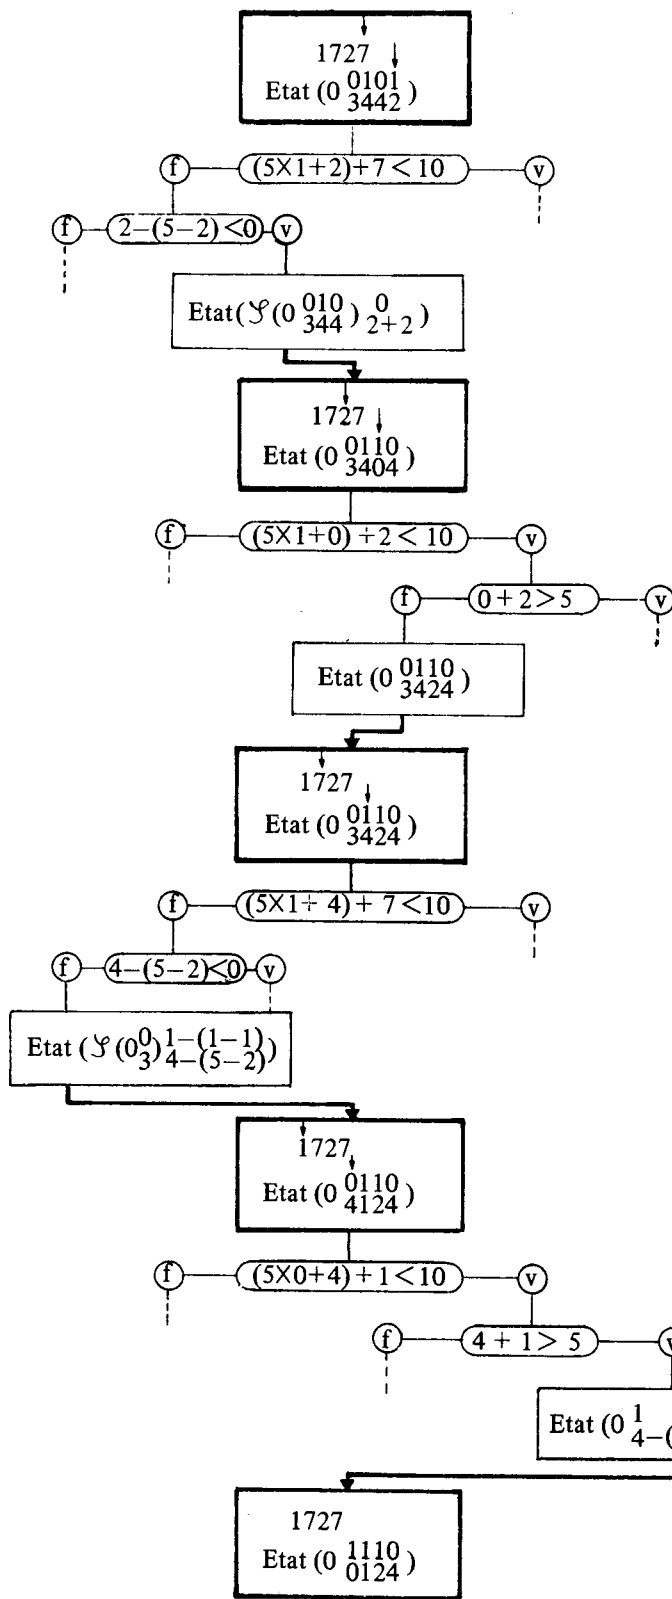 1727
Etat (0 0101
3442 )
f (5×1+2)+7<10 v
f 2−(5−2)<0 v
Etat(𝒮(0 010
344 ) 0
2+2 )
1727
Etat (0 0110
3404 )
f (5×1+0)+2<10 v
f 0+2>5 v
Etat (0 0110
3424 )
1727
Etat (0 0110
3424 )
f (5×1+4)+7<10 v
f 4−(5−2)<0 v
Etat (𝒮(0 0
3) 1−(1−1)
4−(5−2))
1727
Etat (0 0110
4124 )
f (5×0+4)+1<10 v
f 4+1>5 v
Etat (0 1
4−(
1727
Etat (0 1110
0124 )